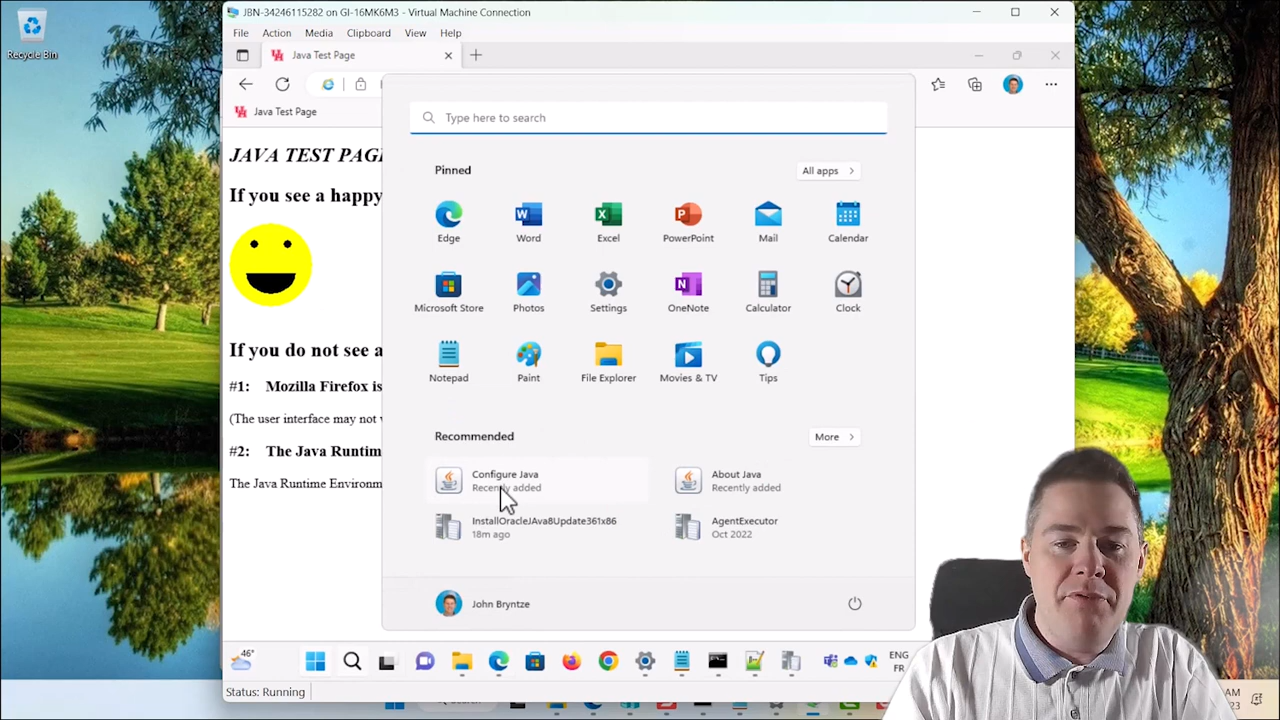 Recycle Bin
JBN-34246115282 on GI-16MK6M3 - Virtual Machine Connection
File Action Media Clipboard View Help
Java Test Page
Java Test Page
JAVA TEST PAGE
If you see a happy
If you do not see a
#1: Mozilla Firefox is
(The user interface may not
#2: The Java Runtim
The Java Runtime Environm
Type here to search
Pinned
All apps
Edge Word Excel PowerPoint Mail Calendar
Microsoft Store Photos Settings OneNote Calculator Clock
Notepad Paint File Explorer Movies & TV Tips
Recommended
More
Configure Java
Recently added
About Java
Recently added
InstallOracleJAva8Update361x86
18m ago
AgentExecutor
Oct 2022
John Bryntze
46°
ENG
FR
Status: Running
AM